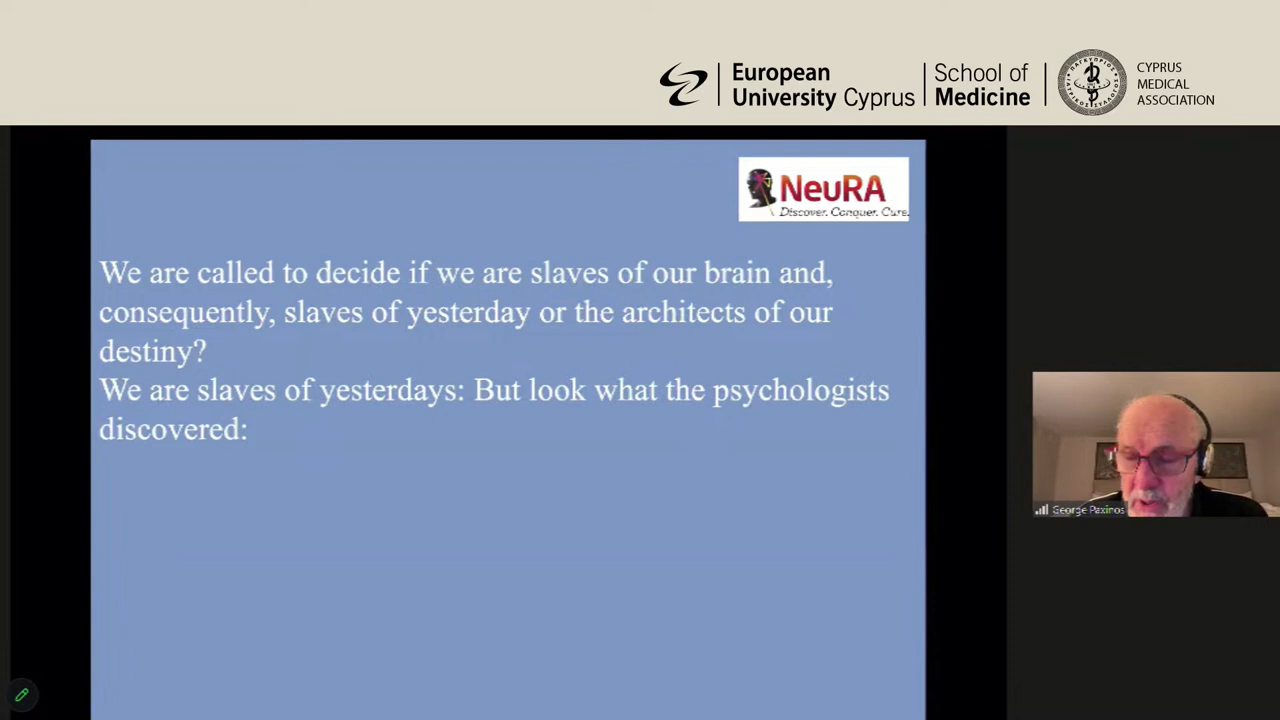 European
University Cyprus
School of
Medicine
CYPRUS
MEDICAL
ASSOCIATION
NeuRA
Discover. Conquer. Cure.
We are called to decide if we are slaves of our brain and,
consequently, slaves of yesterday or the architects of our
destiny?
We are slaves of yesterdays: But look what the psychologists
discovered:
George Paxinos